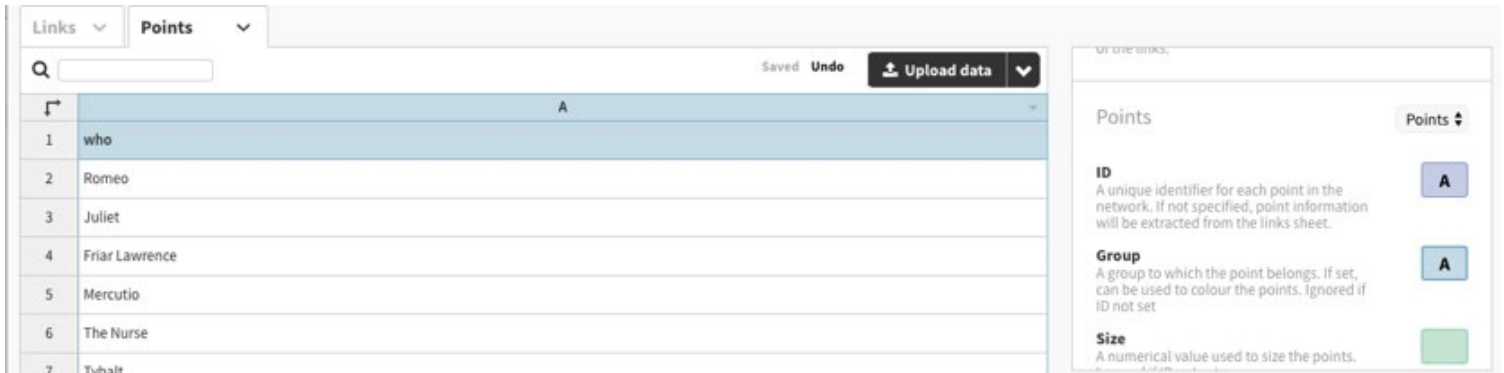 Links
Points
Saved Undo
Upload data
of the links.
A
Points
Points
1 who
2 Romeo
3 Juliet
4 Friar Lawrence
5 Mercutio
6 The Nurse
7 Tybalt
ID
A
A unique identifier for each point in the
network. If not specified, point information
will be extracted from the links sheet.
Group
A
A group to which the point belongs. If set,
can be used to colour the points. Ignored if
ID not set
Size
A numerical value used to size the points.